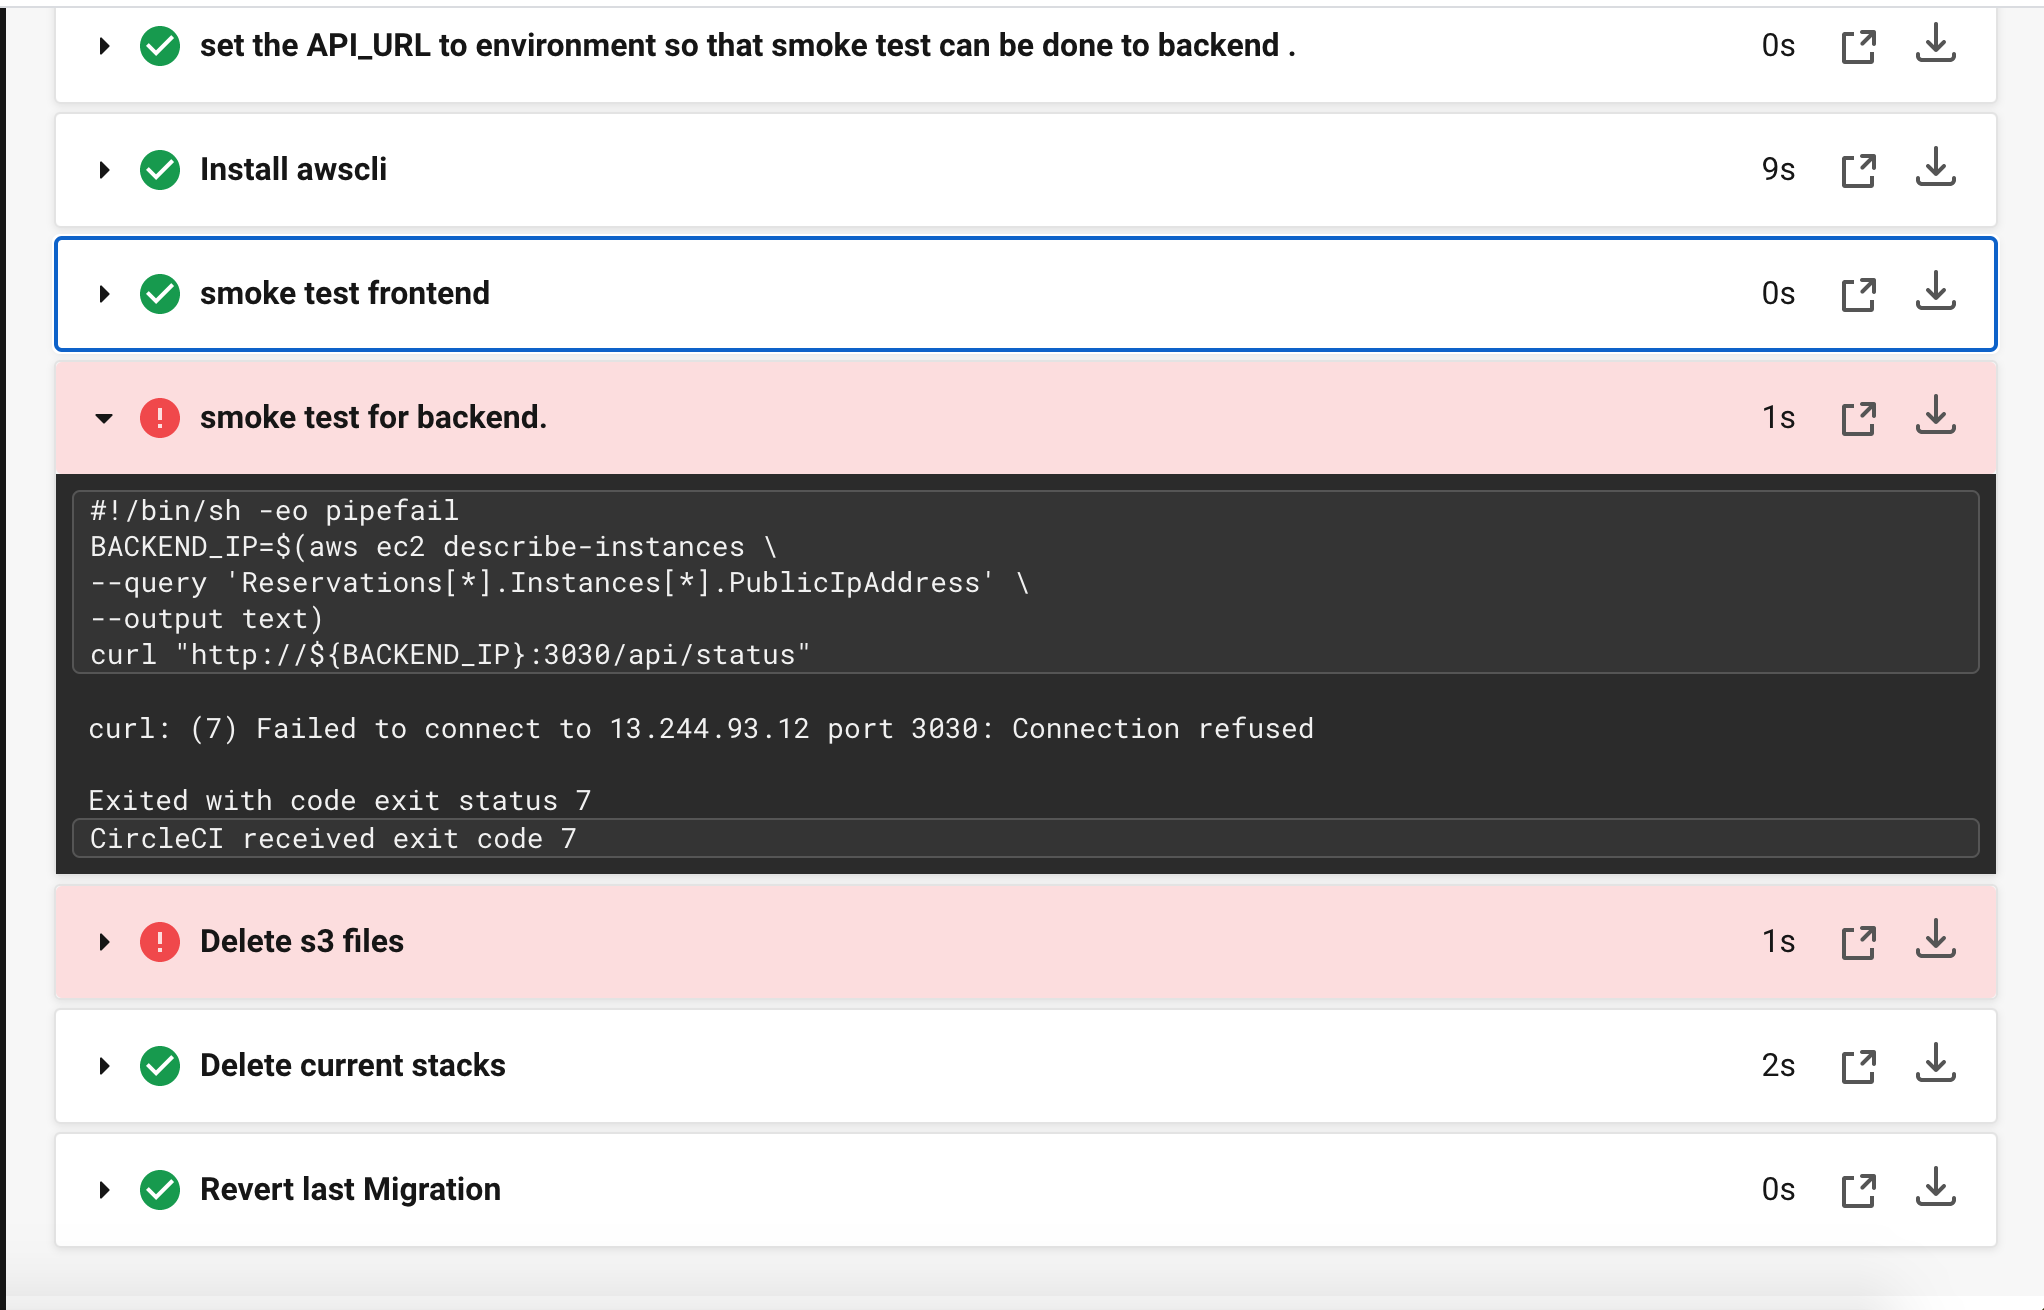 set the API_URL to environment so that smoke test can be done to backend . 0s
Install awscli 9s
smoke test frontend 0s
smoke test for backend. 1s
#!/bin/sh -eo pipefail
BACKEND_IP=$(aws ec2 describe-instances \
--query 'Reservations[*].Instances[*].PublicIpAddress' \
--output text)
curl "http://${BACKEND_IP}:3030/api/status"
curl: (7) Failed to connect to 13.244.93.12 port 3030: Connection refused
Exited with code exit status 7
CircleCI received exit code 7
Delete s3 files 1s
Delete current stacks 2s
Revert last Migration 0s